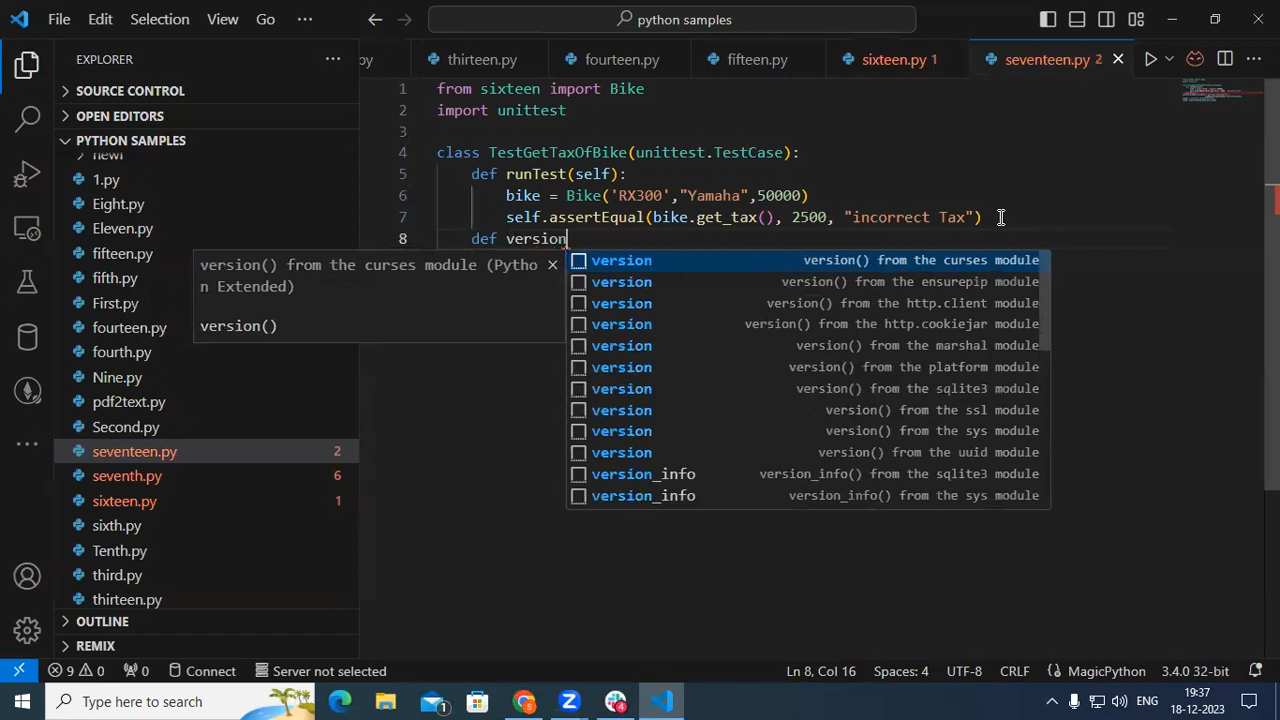 File Edit Selection View Go ··· python samples
EXPLORER ···
py thirteen.py fourteen.py fifteen.py sixteen.py 1 seventeen.py 2
SOURCE CONTROL
OPEN EDITORS
PYTHON SAMPLES
newf
1.py
Eight.py
Eleven.py
fifteen.py
fifth.py
First.py
fourteen.py
fourth.py
Nine.py
pdf2text.py
Second.py
seventeen.py 2
seventh.py 6
sixteen.py 1
sixth.py
Tenth.py
third.py
thirteen.py
OUTLINE
REMIX
1 from sixteen import Bike
2 import unittest
3
4 class TestGetTaxOfBike(unittest.TestCase):
5 def runTest(self):
6 bike = Bike('RX300',"Yamaha",50000)
7 self.assertEqual(bike.get_tax(), 2500, "incorrect Tax")
8 def version
version() from the curses module (Pytho
n Extended)
version()
version version() from the curses module
version version() from the ensurepip module
version version() from the http.client module
version version() from the http.cookiejar module
version version() from the marshal module
version version() from the platform module
version version() from the sqlite3 module
version version() from the ssl module
version version() from the sys module
version version() from the uuid module
version_info version_info() from the sqlite3 module
version_info version_info() from the sys module
9 0 0 Connect Server not selected Ln 8, Col 16 Spaces: 4 UTF-8 CRLF MagicPython 3.4.0 32-bit
Type here to search 1 ENG 19:37
18-12-2023